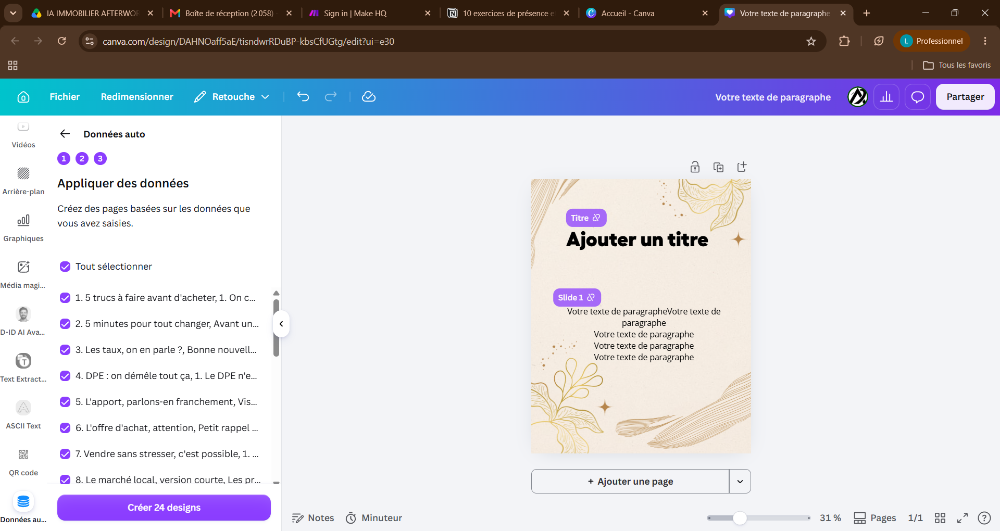 IA IMMOBILIER AFTERWOR
Boîte de réception (2 058) -
Sign in | Make HQ
10 exercices de présence e
Accueil - Canva
Votre texte de paragraphe
canva.com/design/DAHNOaff5aE/tisndwrRDuBP-kbsCfUGtg/edit?ui=e30
L
Professionnel
Tous les favoris
Fichier
Redimensionner
Retouche
Votre texte de paragraphe
Partager
Vidéos
Arrière-plan
Graphiques
Média magi...
D-ID AI Ava...
Text Extract...
ASCII Text
QR code
Données au...
Données auto
1 2 3
Appliquer des données
Créez des pages basées sur les données que
vous avez saisies.
Tout sélectionner
1. 5 trucs à faire avant d'acheter, 1. On c...
2. 5 minutes pour tout changer, Avant un...
3. Les taux, on en parle ?, Bonne nouvell...
4. DPE : on démêle tout ça, 1. Le DPE n'e...
5. L'apport, parlons-en franchement, Vis...
6. L'offre d'achat, attention, Petit rappel ...
7. Vendre sans stresser, c'est possible, 1. ...
8. Le marché local, version courte, Les pr...
Créer 24 designs
Titre
Ajouter un titre
Slide 1
Votre texte de paragrapheVotre texte de
paragraphe
Votre texte de paragraphe
Votre texte de paragraphe
Votre texte de paragraphe
+ Ajouter une page
Notes
Minuteur
31 %
Pages
1/1